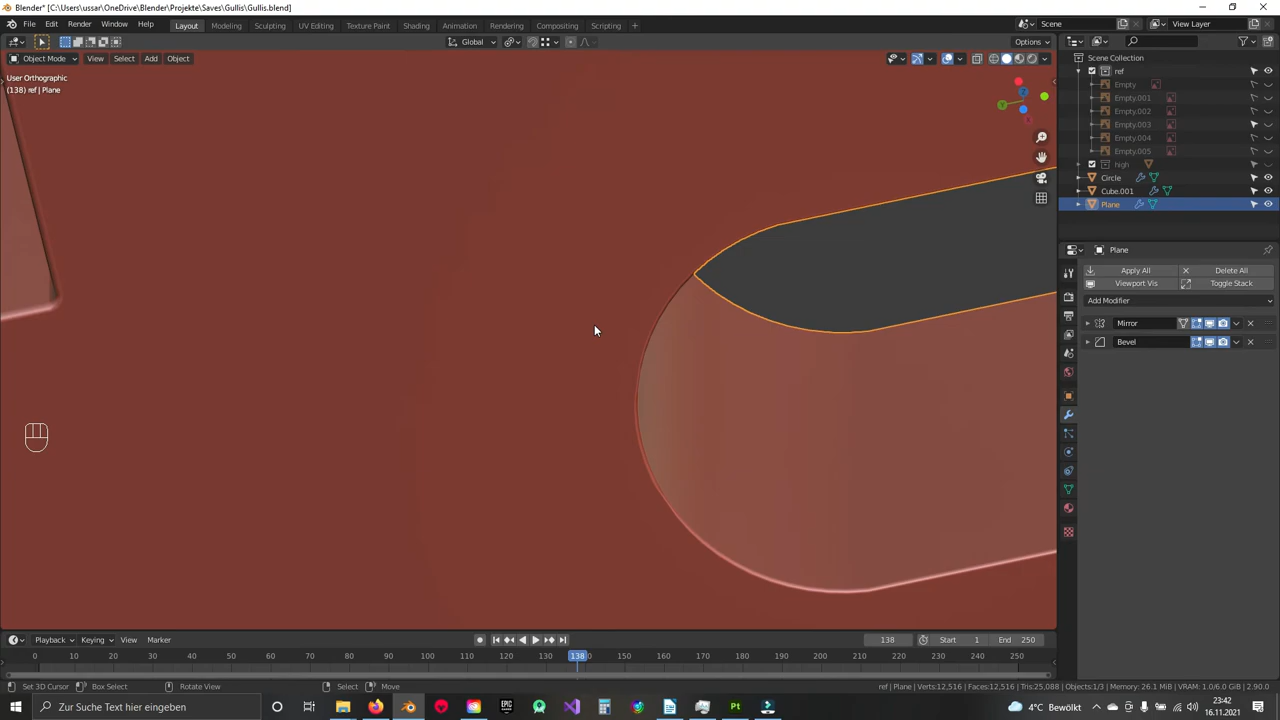 Blender* [C:\Users\ussar\OneDrive\Blender\Projekte\Saves\Gullis\Gullis.blend]
File Edit Render Window Help Layout Modeling Sculpting UV Editing Texture Paint Shading Animation Rendering Compositing Scripting + Scene View Layer
Global Options
Object Mode View Select Add Object
User Orthographic
(138) ref | Plane
Scene Collection
ref
Empty
Empty.001
Empty.002
Empty.003
Empty.004
Empty.005
high
Circle
Cube.001
Plane
Plane
Apply All Delete All
Viewport Vis Toggle Stack
Add Modifier
Mirror
Bevel
Playback Keying View Marker 138 Start 1 End 250
0 10 20 30 40 50 60 70 80 90 100 110 120 130 138 150 160 170 180 190 200 210 220 230 240 250
Set 3D Cursor Box Select Rotate View Select Move ref | Plane | Verts:12,516 | Faces:12,516 | Tris:25,088 | Objects:1/3 | Memory: 26.1 MiB | VRAM: 1.0/6.0 GiB | 2.90.0
Zur Suche Text hier eingeben 4°C Bewölkt 23:42
16.11.2021